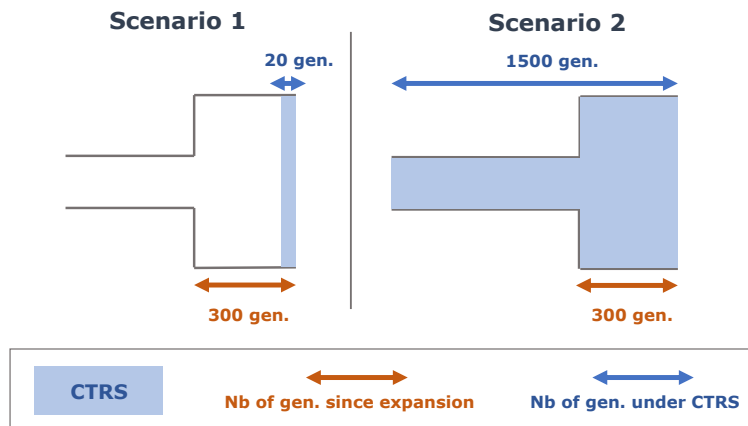 Scenario 1
Scenario 2
20 gen.
1500 gen.
300 gen.
300 gen.
CTRS
Nb of gen. since expansion
Nb of gen. under CTRS